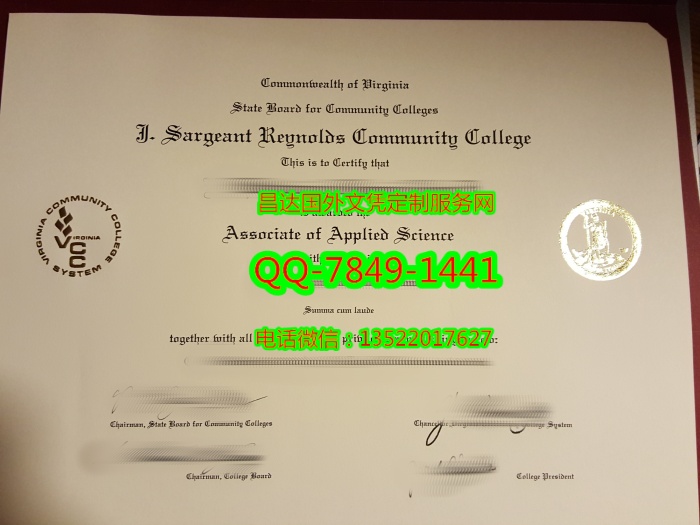 Commonwealth of Virginia
State Board for Community Colleges
J. Sargeant Reynolds Community College
This is to Certify that
昌达国外文凭定制服务网
Associate of Applied Science
QQ-7849-1441
Summa cum laude
together with all
电话微信：13522017627
VIRGINIA COMMUNITY COLLEGE SYSTEM
VIRGINIA
VCC
Chairman, State Board for Community Colleges
System
Chairman, College Board
College President